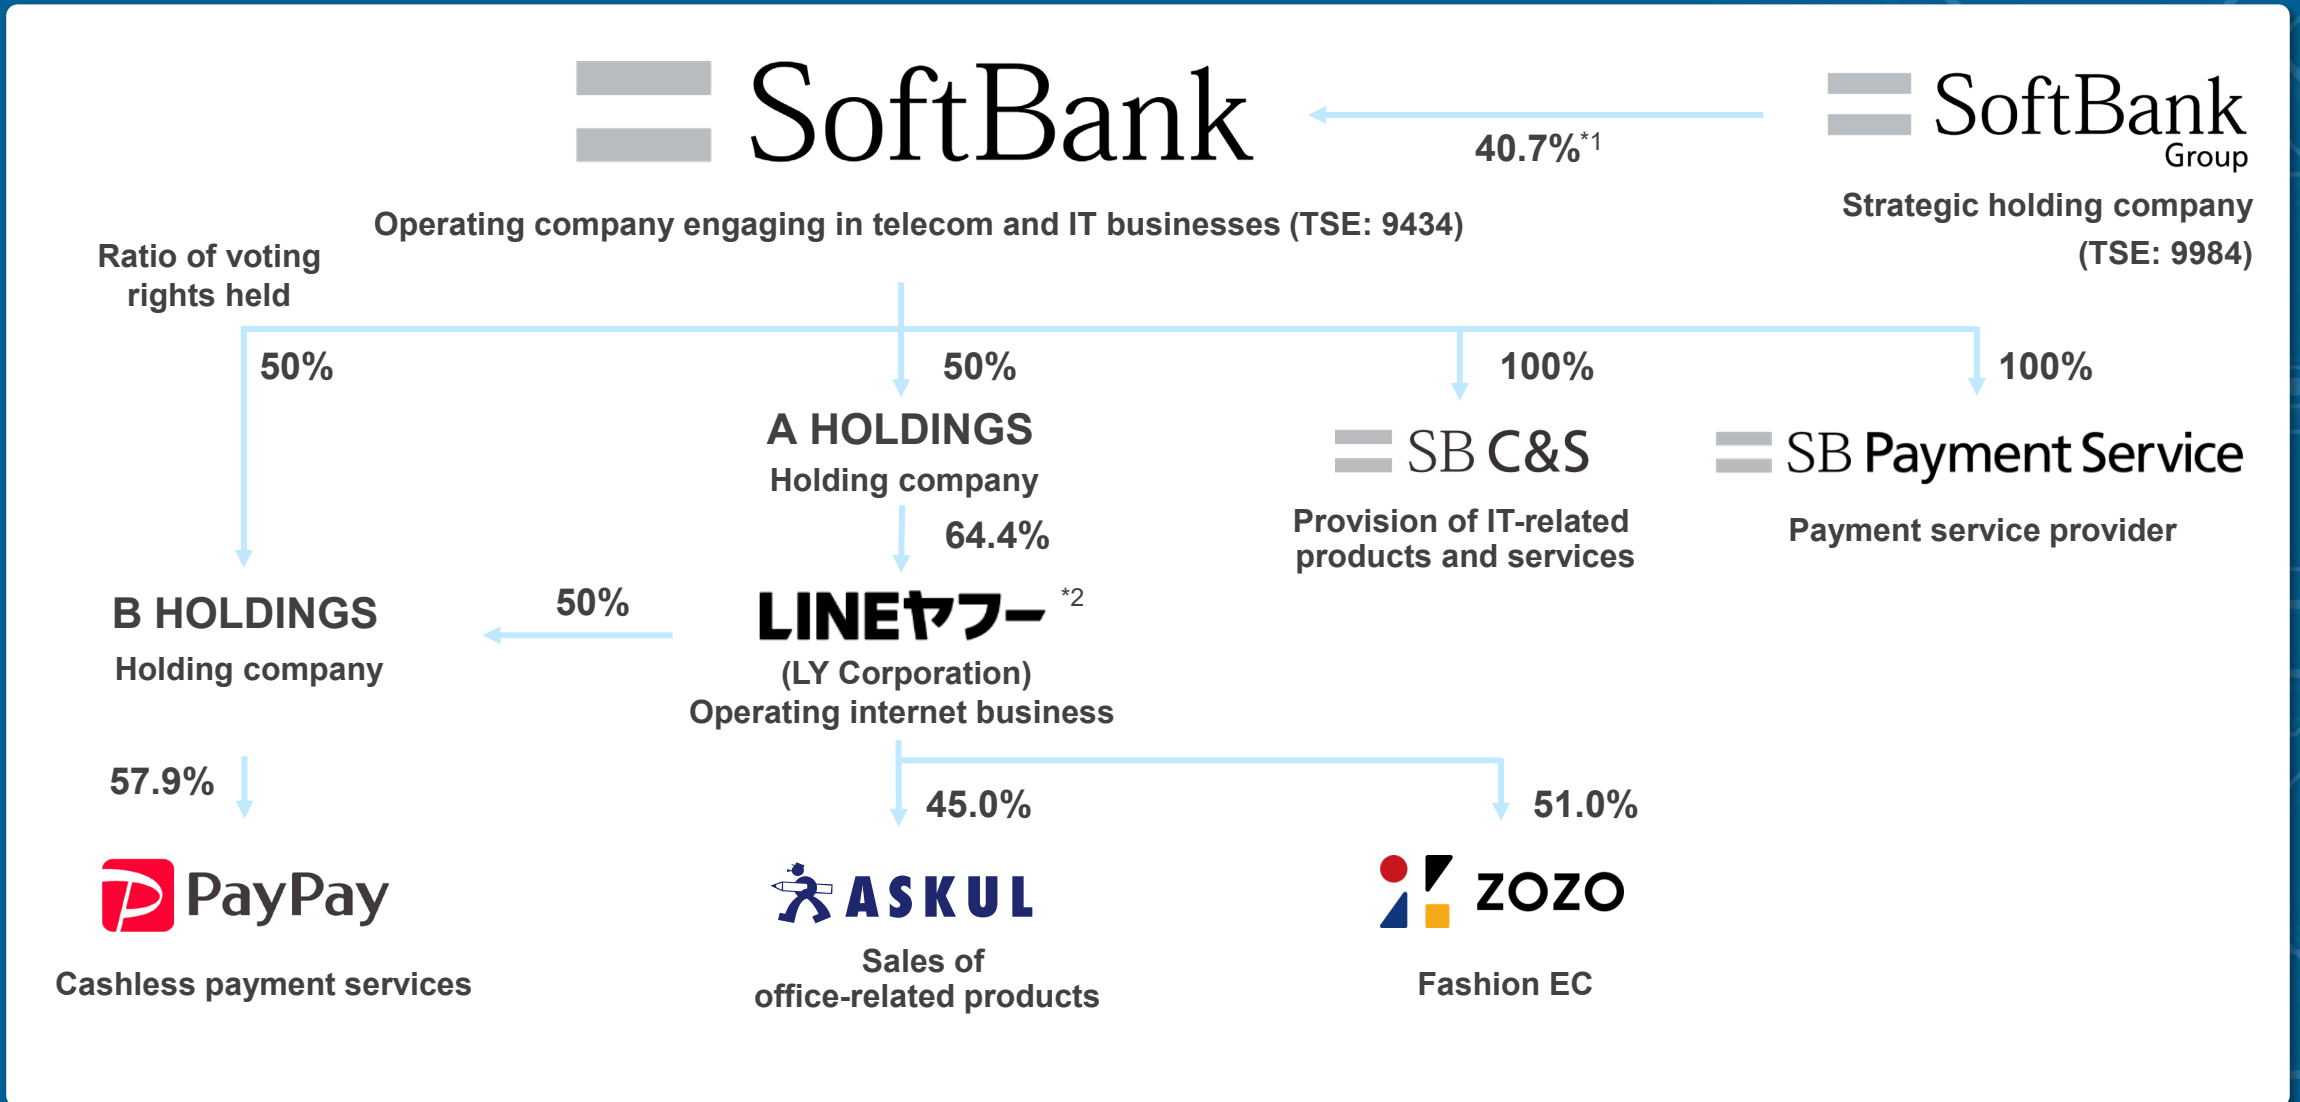 SoftBank
SoftBank
Group
40.7%*1
Strategic holding company
(TSE: 9984)
Operating company engaging in telecom and IT businesses (TSE: 9434)
Ratio of voting
rights held
50%
50%
100%
100%
A HOLDINGS
Holding company
SB C&S
SB Payment Service
Provision of IT-related
products and services
Payment service provider
64.4%
B HOLDINGS
Holding company
50%
LINEヤフー *2
(LY Corporation)
Operating internet business
57.9%
45.0%
51.0%
PayPay
ASKUL
ZOZO
Cashless payment services
Sales of
office-related products
Fashion EC